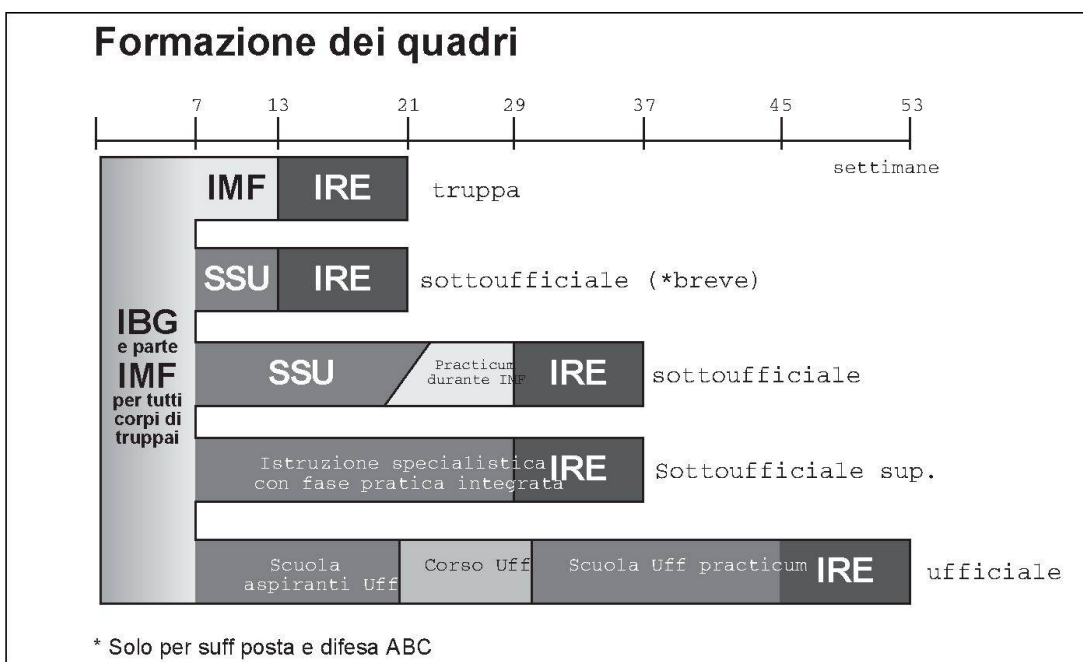 Formazione dei quadri
7 13 21 29 37 45 53
settimane
IMF IRE truppa
SSU IRE sottoufficiale (*breve)
IBG
e parte
IMF
per tutti
corpi di
truppai
SSU
Practicum
durante IMF
IRE sottoufficiale
Istruzione specialistica
con fase pratica integrata
IRE Sottoufficiale sup.
Scuola
aspiranti Uff
Corso Uff
Scuola Uff practicum
IRE ufficiale
* Solo per suff posta e difesa ABC